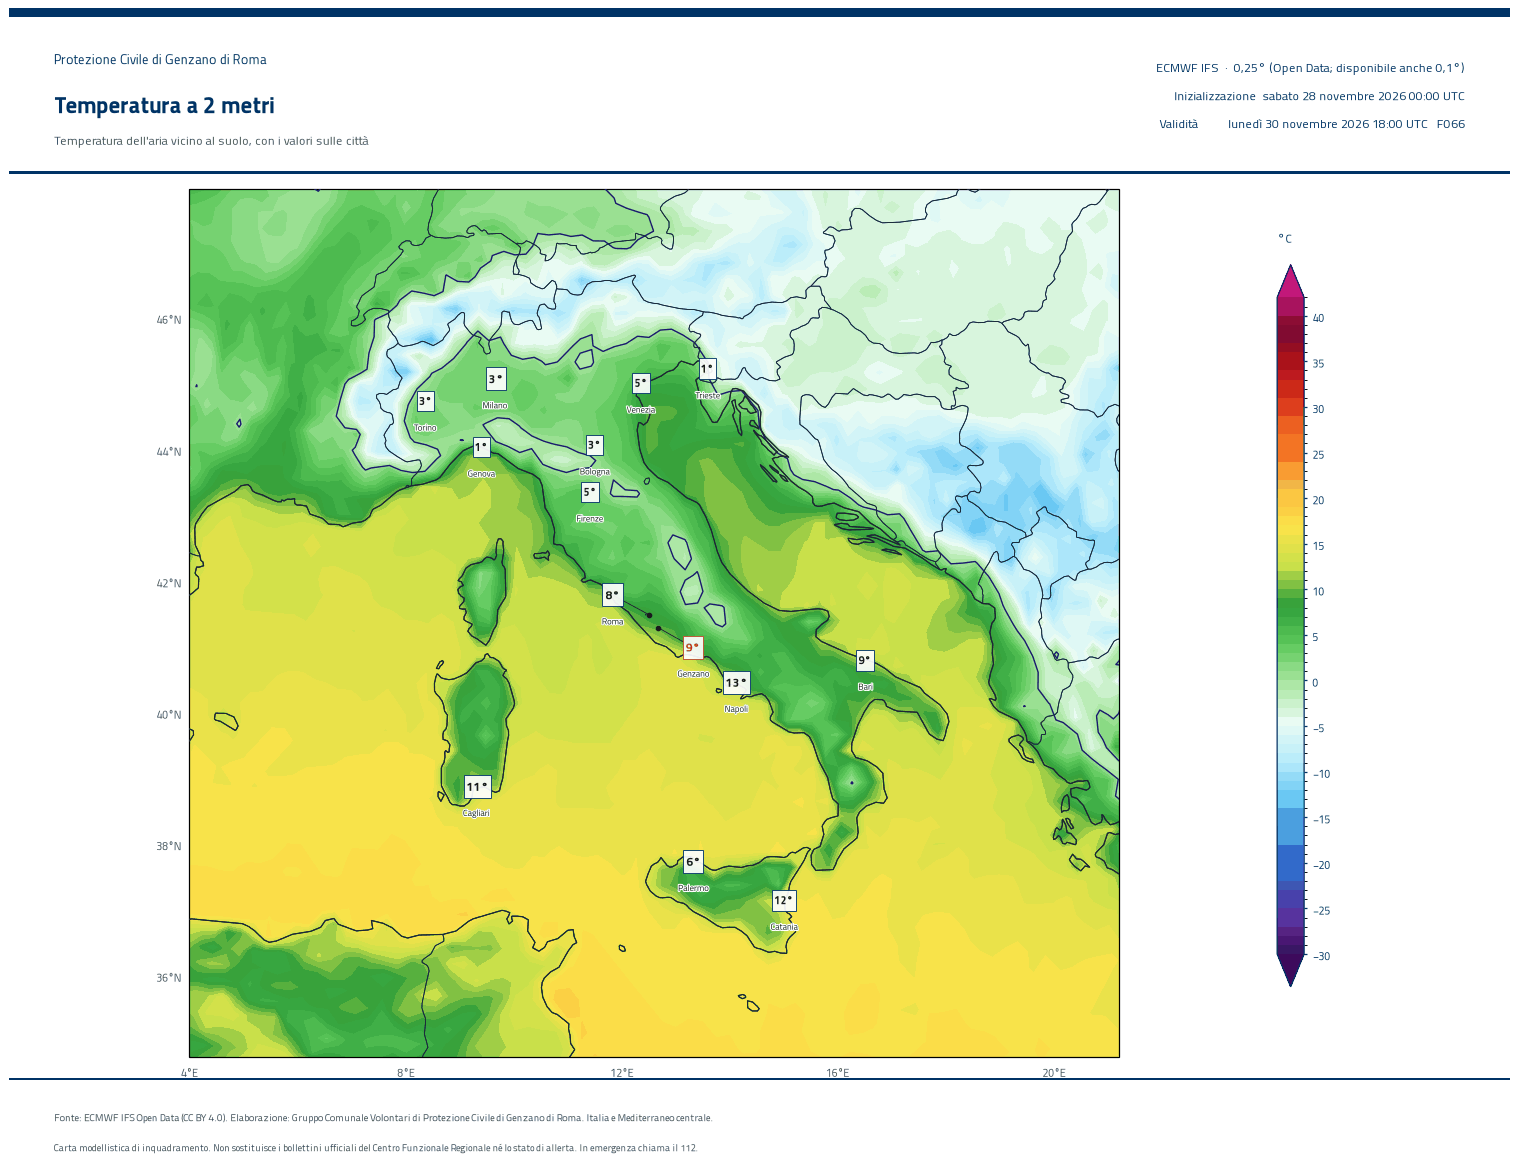 Protezione Civile di Genzano di Roma
Temperatura a 2 metri
Temperatura dell'aria vicino al suolo, con i valori sulle città
ECMWF IFS · 0,25° (Open Data; disponibile anche 0,1°)
Inizializzazione sabato 28 novembre 2026 00:00 UTC
Validità lunedì 30 novembre 2026 18:00 UTC F066
°C
46°N
44°N
42°N
40°N
38°N
36°N
4°E
8°E
12°E
16°E
20°E
1°
Trieste
3°
Milano
5°
Venezia
3°
Torino
1°
Genova
3°
Bologna
5°
Firenze
8°
Roma
9°
Genzano
9°
Bari
13°
Napoli
11°
Cagliari
6°
Palermo
12°
Catania
40
35
30
25
20
15
10
5
0
−5
−10
−15
−20
−25
−30
Fonte: ECMWF IFS Open Data (CC BY 4.0). Elaborazione: Gruppo Comunale Volontari di Protezione Civile di Genzano di Roma. Italia e Mediterraneo centrale.
Carta modellistica di inquadramento. Non sostituisce i bollettini ufficiali del Centro Funzionale Regionale né lo stato di allerta. In emergenza chiama il 112.